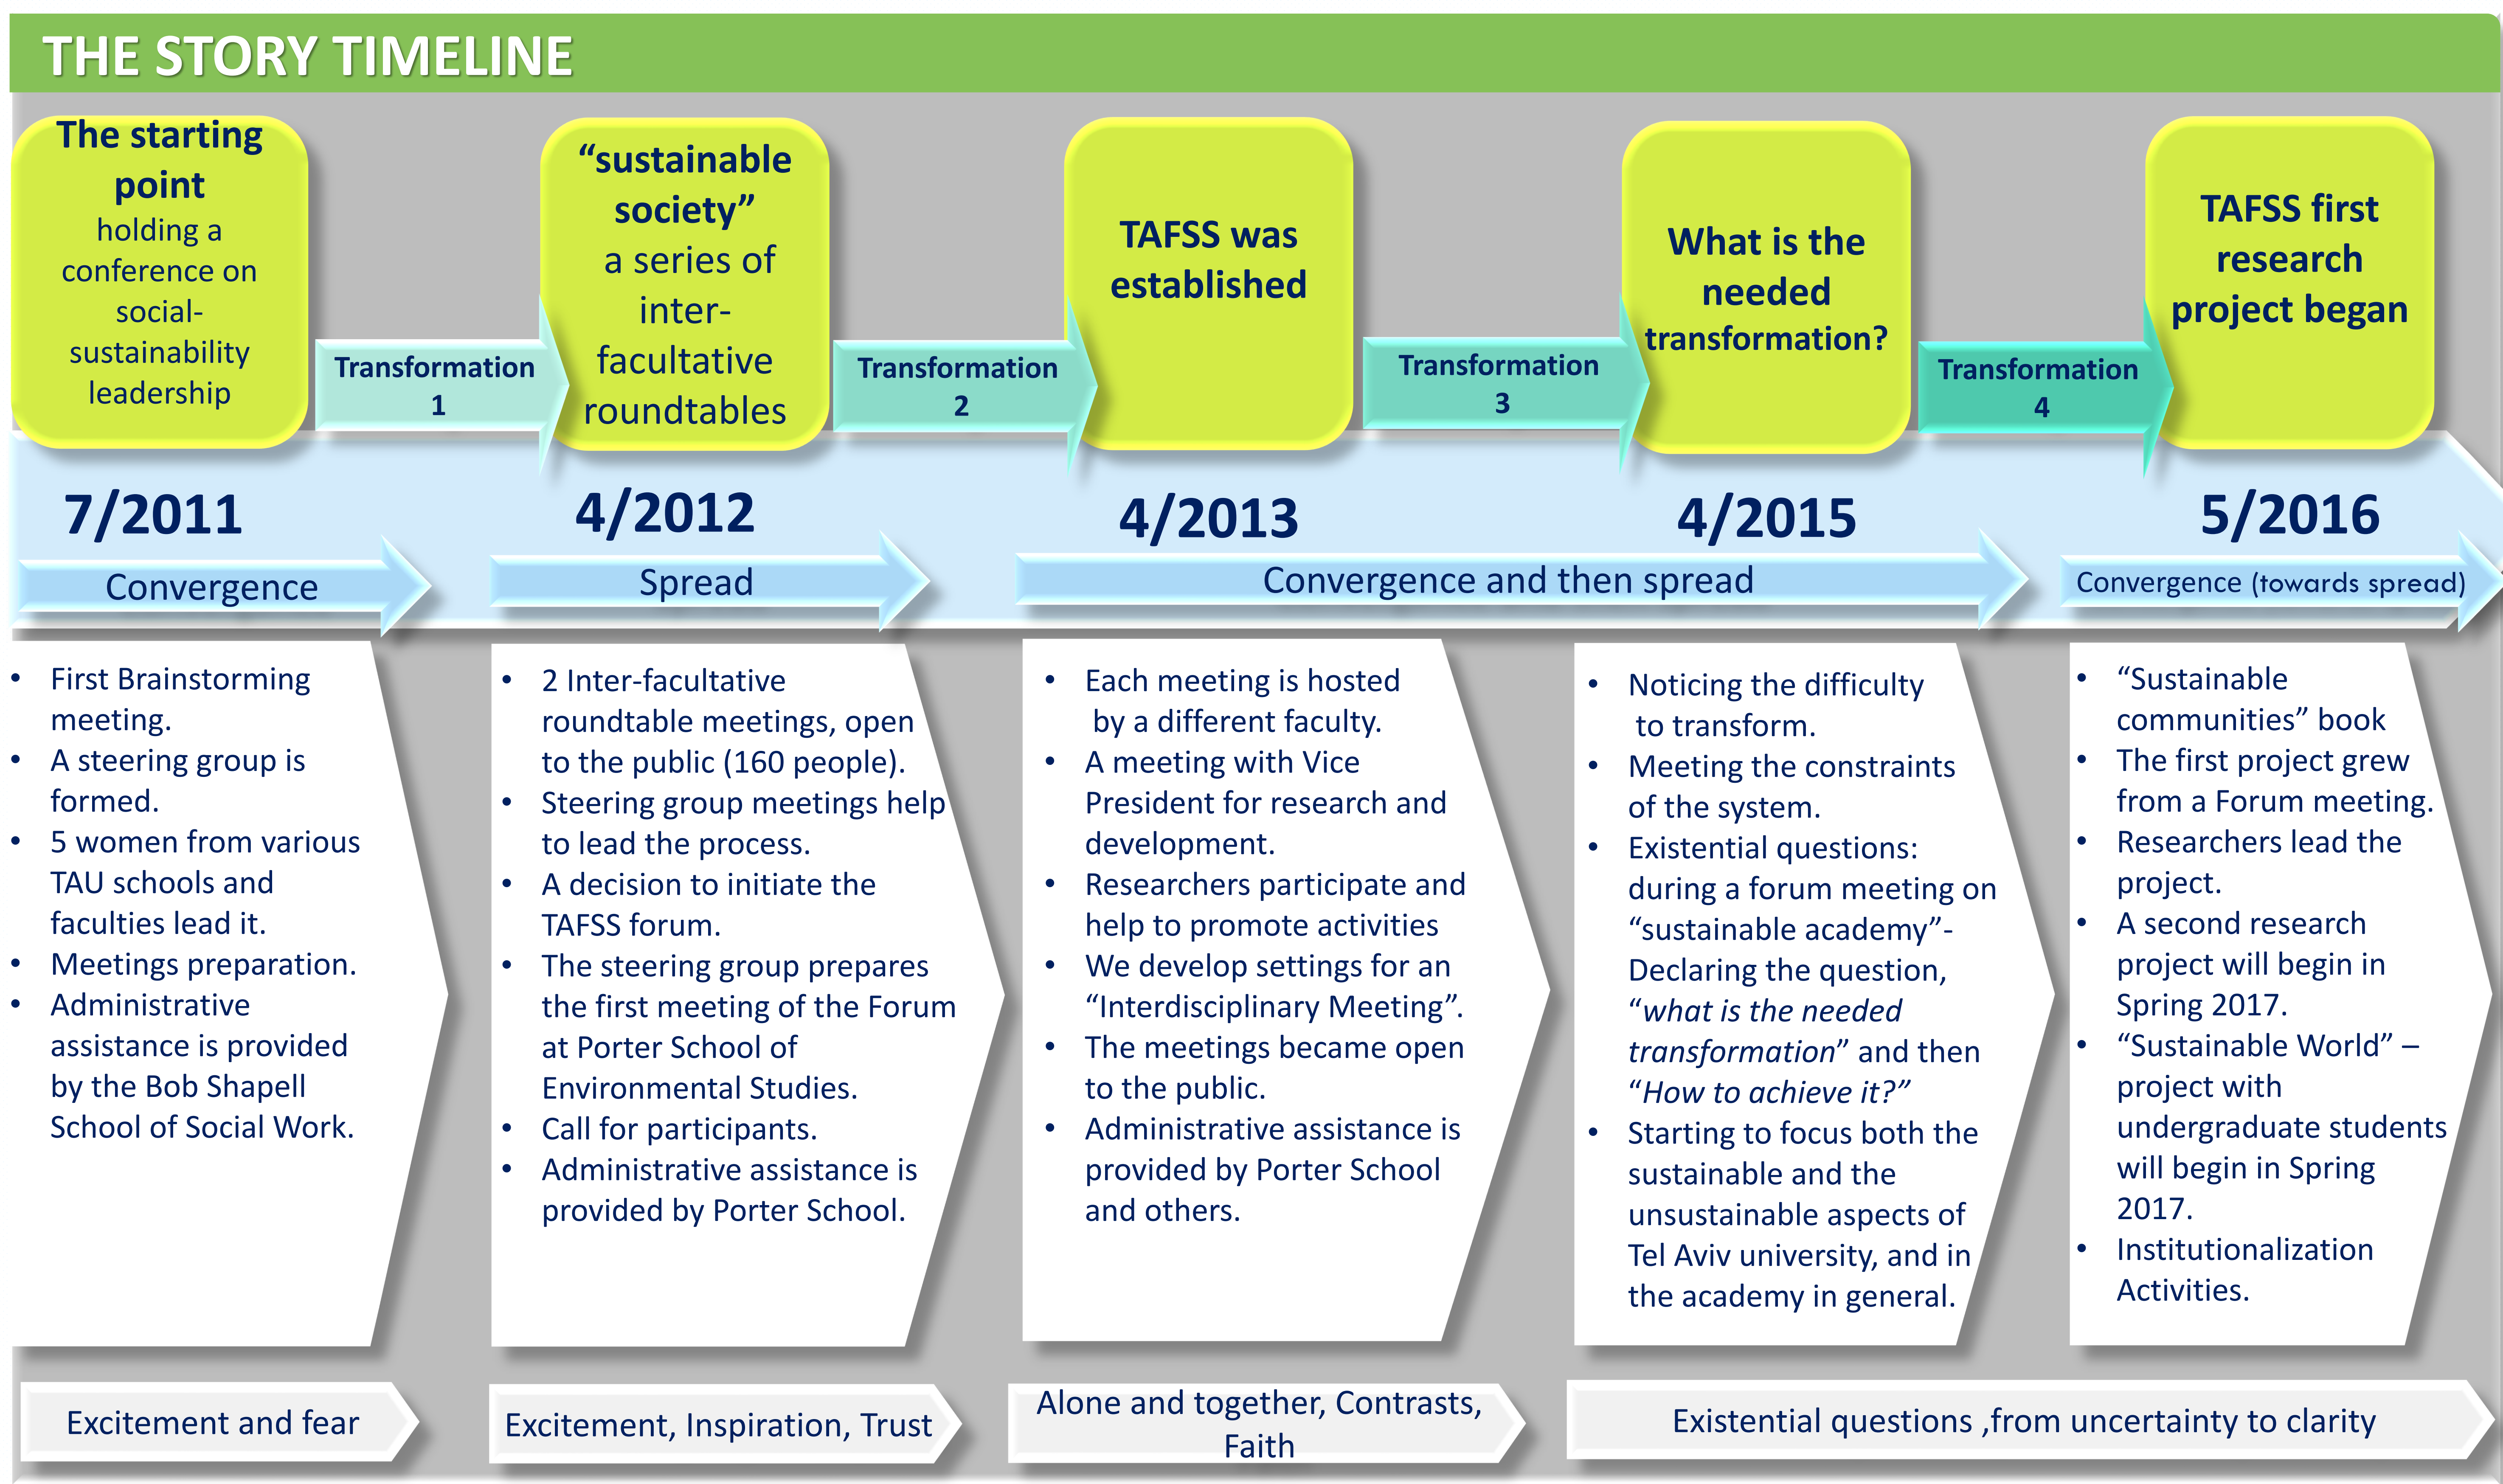 THE STORY TIMELINE
The starting
point
holding a
conference on
social-
sustainability
leadership
Transformation
1
“sustainable
society”
a series of
inter-
facultative
roundtables
Transformation
2
TAFSS was
established
Transformation
3
What is the
needed
transformation?
Transformation
4
TAFSS first
research
project began
7/2011
4/2012
4/2013
4/2015
5/2016
Convergence
Spread
Convergence and then spread
Convergence (towards spread)
• First Brainstorming
meeting.
• A steering group is
formed.
• 5 women from various
TAU schools and
faculties lead it.
• Meetings preparation.
• Administrative
assistance is provided
by the Bob Shapell
School of Social Work.
• 2 Inter-facultative
roundtable meetings, open
to the public (160 people).
• Steering group meetings help
to lead the process.
• A decision to initiate the
TAFSS forum.
• The steering group prepares
the first meeting of the Forum
at Porter School of
Environmental Studies.
• Call for participants.
• Administrative assistance is
provided by Porter School.
• Each meeting is hosted
by a different faculty.
• A meeting with Vice
President for research and
development.
• Researchers participate and
help to promote activities
• We develop settings for an
“Interdisciplinary Meeting”.
• The meetings became open
to the public.
• Administrative assistance is
provided by Porter School
and others.
• Noticing the difficulty
to transform.
• Meeting the constraints
of the system.
• Existential questions:
during a forum meeting on
“sustainable academy”-
Declaring the question,
“what is the needed
transformation” and then
“How to achieve it?”
• Starting to focus both the
sustainable and the
unsustainable aspects of
Tel Aviv university, and in
the academy in general.
• “Sustainable
communities” book
• The first project grew
from a Forum meeting.
• Researchers lead the
project.
• A second research
project will begin in
Spring 2017.
• “Sustainable World” –
project with
undergraduate students
will begin in Spring
2017.
• Institutionalization
Activities.
Excitement and fear
Excitement, Inspiration, Trust
Alone and together, Contrasts,
Faith
Existential questions ,from uncertainty to clarity